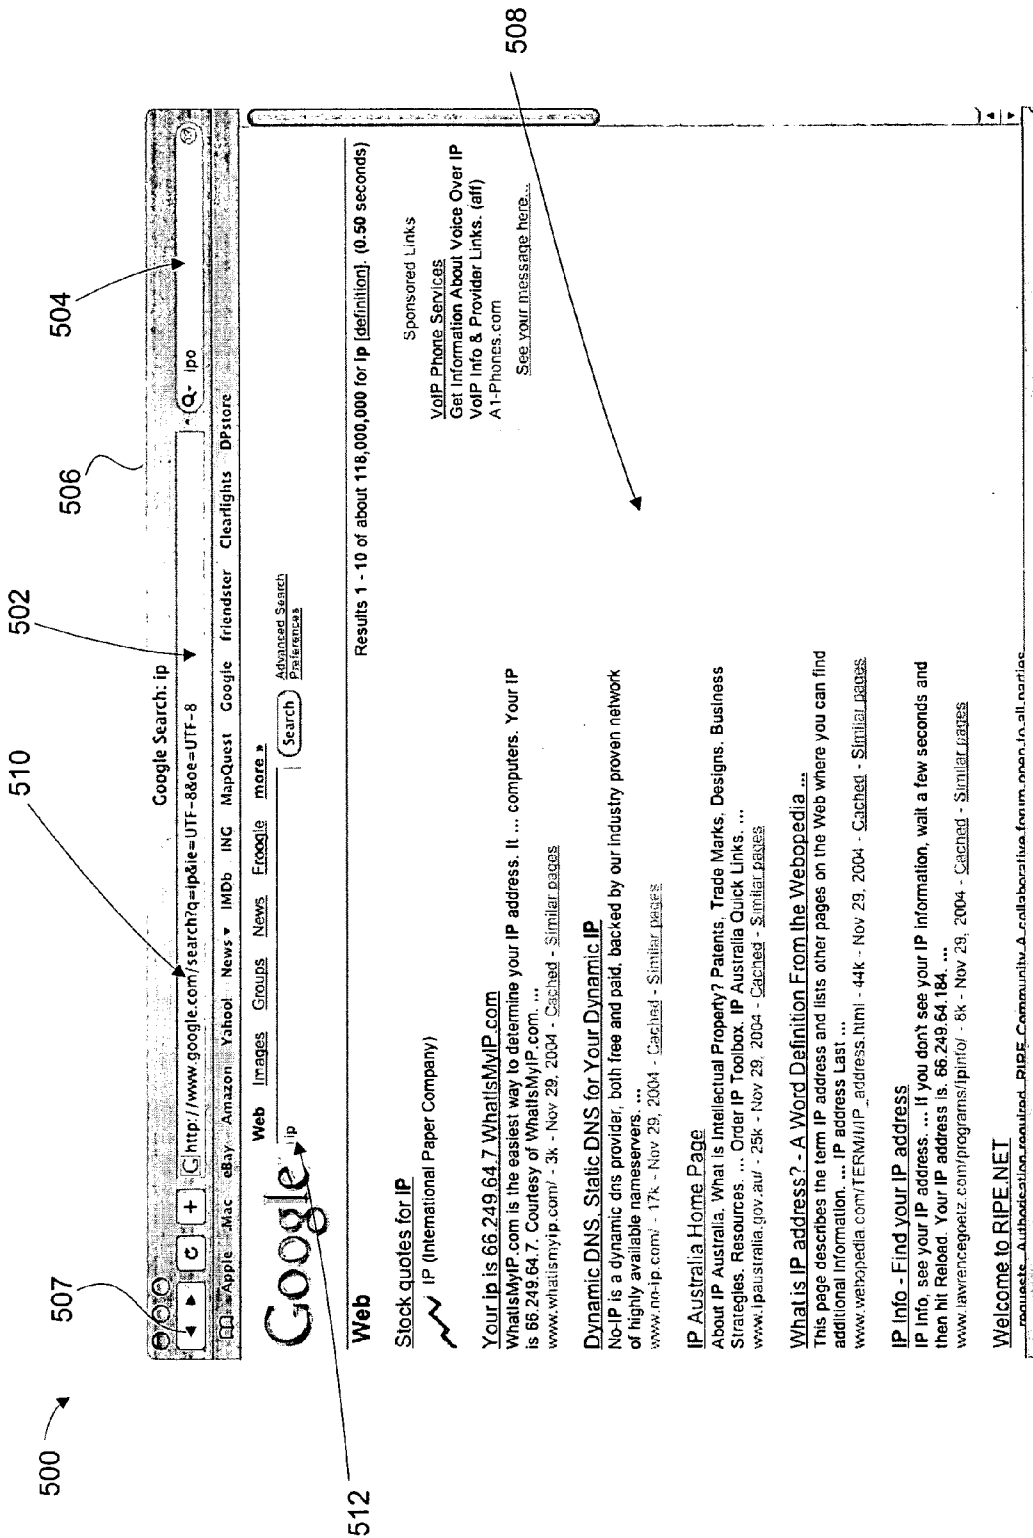 500
507
510
502
506
504
508
512
Google Search: ip
http://www.google.com/search?q=ip&ie=UTF-8&oe=UTF-8
Q- ipo
Apple .Mac eBay Amazon Yahoo! News ▾ IMDb ING MapQuest Google friendster Clearlights DPstore
Google
Web Images Groups News Froogle more »
ip
Search
Advanced Search
Preferences
Web
Results 1 - 10 of about 118,000,000 for ip [definition]. (0.50 seconds)
Stock quotes for IP
IP (International Paper Company)
Sponsored Links
VoIP Phone Services
Get Information About Voice Over IP
VoIP Info & Provider Links. (aff)
A1-Phones.com
See your message here...
Your ip is 66.249.64.7 WhatIsMyIP.com
WhatIsMyIP.com is the easiest way to determine your IP address. It ... computers. Your IP
is 66.249.64.7. Courtesy of WhatIsMyIP.com. ...
www.whatismyip.com/ - 3k - Nov 29, 2004 - Cached - Similar pages
Dynamic DNS, Static DNS for Your Dynamic IP
No-IP is a dynamic dns provider, both free and paid, backed by our industry proven network
of highly available nameservers. ...
www.no-ip.com/ - 17k - Nov 29, 2004 - Cached - Similar pages
IP Australia Home Page
About IP Australia. What is Intellectual Property? Patents, Trade Marks, Designs. Business
Strategies. Resources. ... Order IP Toolbox. IP Australia Quick Links. ...
www.ipaustralia.gov.au/ - 25k - Nov 29, 2004 - Cached - Similar pages
What is IP address? - A Word Definition From the Webopedia ...
This page describes the term IP address and lists other pages on the Web where you can find
additional information. ... IP address Last ...
www.webopedia.com/TERM/I/IP_address.html - 44k - Nov 29, 2004 - Cached - Similar pages
IP Info - Find your IP address
IP Info, see your IP address. ... If you don't see your IP information, wait a few seconds and
then hit Reload. Your IP address is. 66.249.64.184. ...
www.lawrencegoetz.com/programs/ipinfo/ - 8k - Nov 29, 2004 - Cached - Similar pages
Welcome to RIPE.NET
requests. Authorization required. RIPE Community A collaborative forum open to all parties